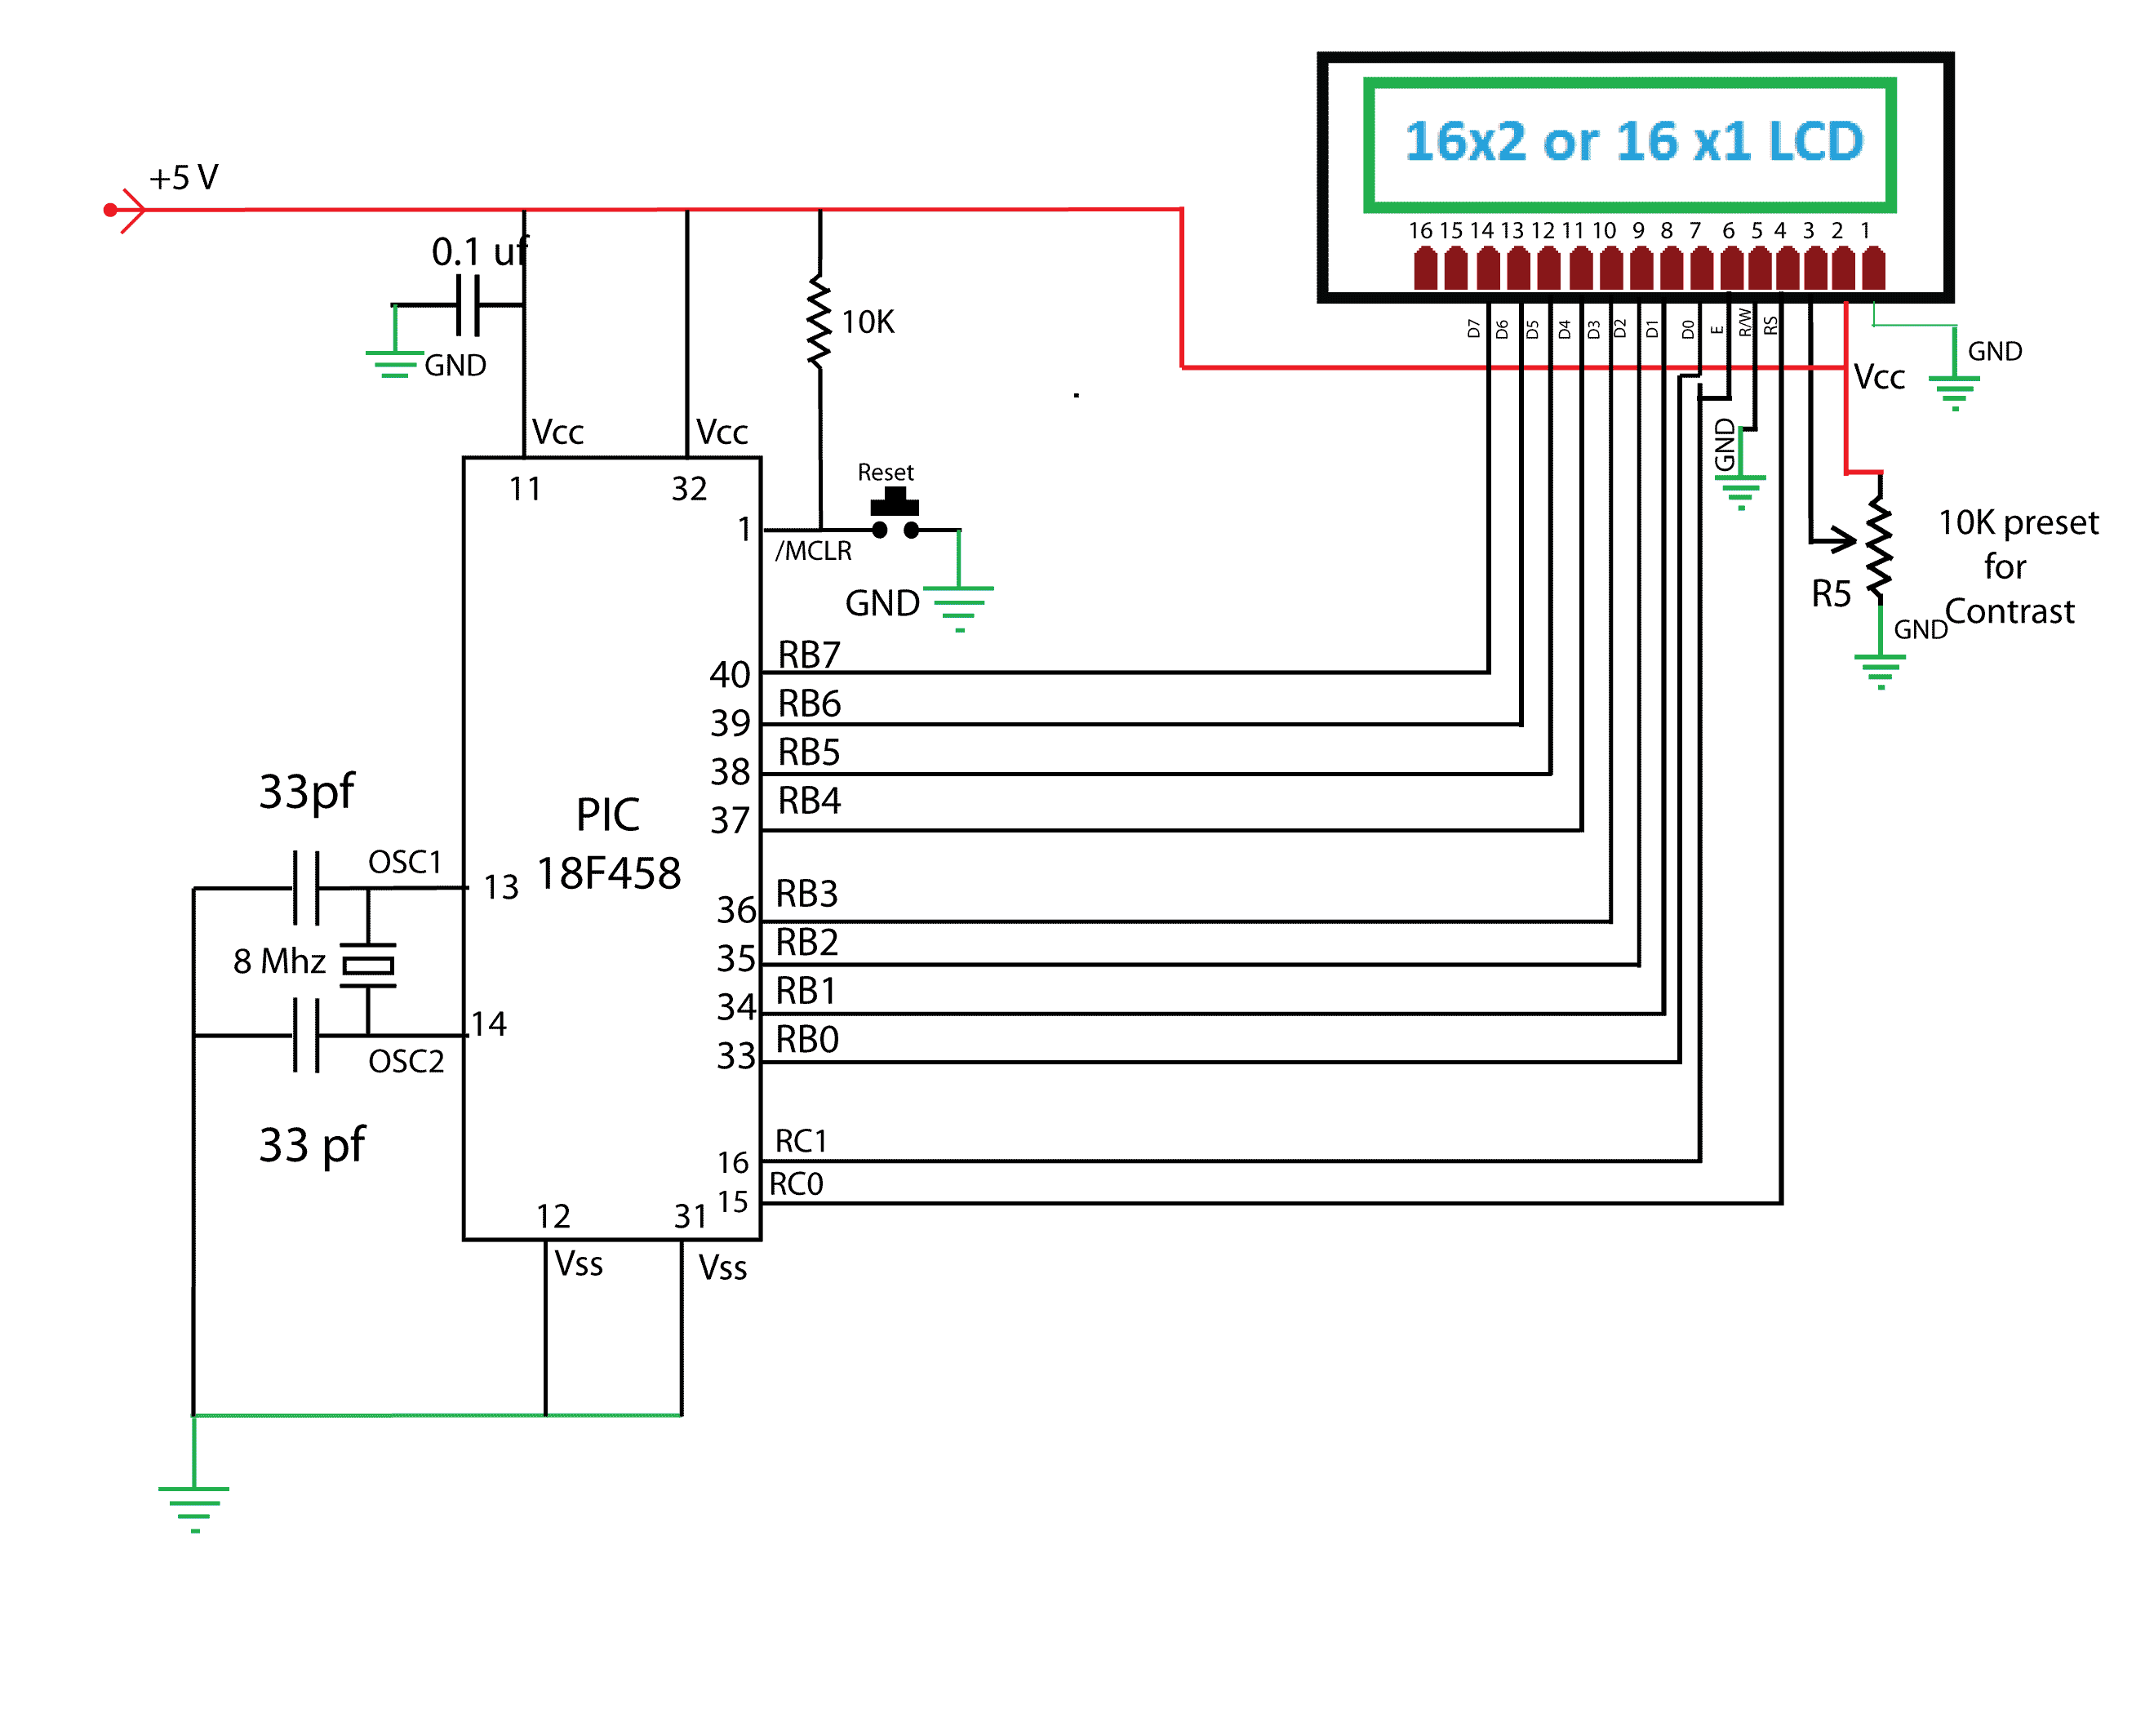 16x2 or 16 x1 LCD
+5 V
16 15 14 13 12 11 10 9 8 7 6 5 4 3 2 1
0.1 uf
10K
D7 D6 D5 D4 D3 D2 D1 D0 E R/W RS
GND
GND
Vcc
Vcc
Vcc
GND
11
32
Reset
1
/MCLR
10K preset
for
Contrast
R5
GND
GND
40
RB7
39
RB6
38
RB5
37
RB4
33pf
PIC
18F458
OSC1
13
36
RB3
8 Mhz
35
RB2
34
RB1
14
OSC2
33
RB0
33 pf
16
RC1
15
RC0
12
31
Vss
Vss